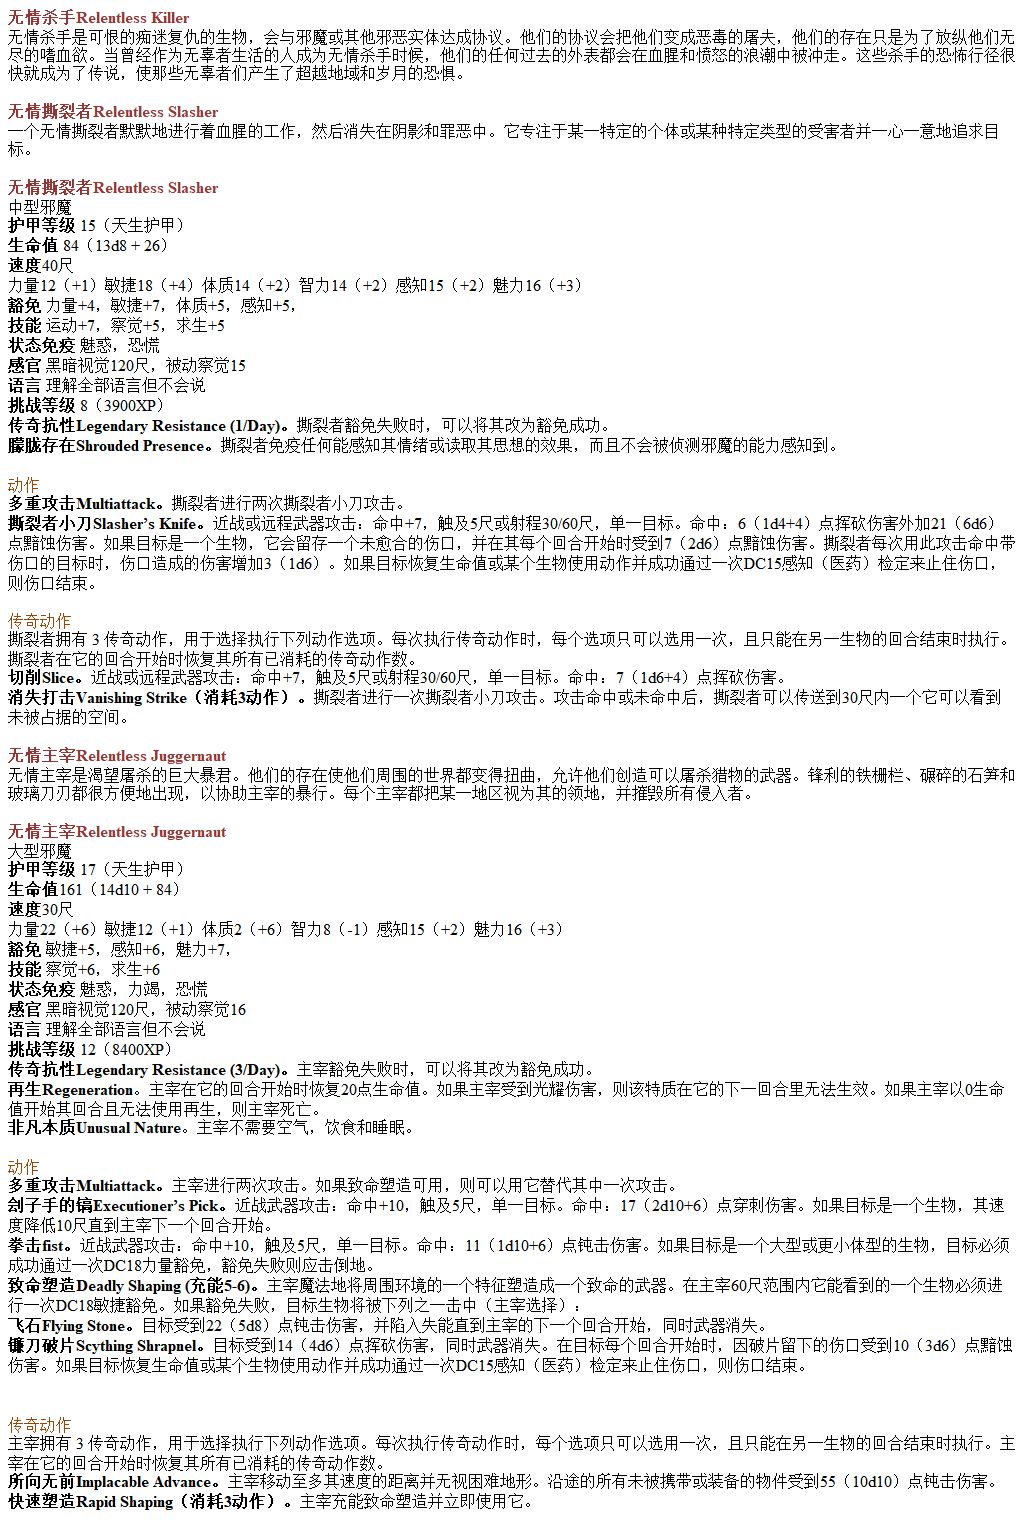 无情杀手Relentless Killer
无情杀手是可恨的痴迷复仇的生物，会与邪魔或其他邪恶实体达成协议。他们的协议会把他们变成恶毒的屠夫，他们的存在只是为了放纵他们无
尽的嗜血欲。当曾经作为无辜者生活的人成为无情杀手时候，他们的任何过去的外表都会在血腥和愤怒的浪潮中被冲走。这些杀手的恐怖行径很
快就成为了传说，使那些无辜者们产生了超越地域和岁月的恐惧。
无情撕裂者Relentless Slasher
一个无情撕裂者默默地进行着血腥的工作，然后消失在阴影和罪恶中。它专注于某一特定的个体或某种特定类型的受害者并一心一意地追求目
标。
无情撕裂者Relentless Slasher
中型邪魔
护甲等级 15（天生护甲）
生命值 84（13d8 + 26）
速度40尺
力量12（+1）敏捷18（+4）体质14（+2）智力14（+2）感知15（+2）魅力16（+3）
豁免 力量+4，敏捷+7，体质+5，感知+5，
技能 运动+7，察觉+5，求生+5
状态免疫 魅惑，恐慌
感官 黑暗视觉120尺，被动察觉15
语言 理解全部语言但不会说
挑战等级 8（3900XP）
传奇抗性Legendary Resistance (1/Day)。撕裂者豁免失败时，可以将其改为豁免成功。
朦胧存在Shrouded Presence。撕裂者免疫任何能感知其情绪或读取其思想的效果，而且不会被侦测邪魔的能力感知到。
动作
多重攻击Multiattack。撕裂者进行两次撕裂者小刀攻击。
撕裂者小刀Slasher’s Knife。近战或远程武器攻击：命中+7，触及5尺或射程30/60尺，单一目标。命中：6（1d4+4）点挥砍伤害外加21（6d6）
点黯蚀伤害。如果目标是一个生物，它会留存一个未愈合的伤口，并在其每个回合开始时受到7（2d6）点黯蚀伤害。撕裂者每次用此攻击命中带
伤口的目标时，伤口造成的伤害增加3（1d6）。如果目标恢复生命值或某个生物使用动作并成功通过一次DC15感知（医药）检定来止住伤口，
则伤口结束。
传奇动作
撕裂者拥有 3 传奇动作，用于选择执行下列动作选项。每次执行传奇动作时，每个选项只可以选用一次，且只能在另一生物的回合结束时执行。
撕裂者在它的回合开始时恢复其所有已消耗的传奇动作数。
切削Slice。近战或远程武器攻击：命中+7，触及5尺或射程30/60尺，单一目标。命中：7（1d6+4）点挥砍伤害。
消失打击Vanishing Strike（消耗3动作）。撕裂者进行一次撕裂者小刀攻击。攻击命中或未命中后，撕裂者可以传送到30尺内一个它可以看到
未被占据的空间。
无情主宰Relentless Juggernaut
无情主宰是渴望屠杀的巨大暴君。他们的存在使他们周围的世界都变得扭曲，允许他们创造可以屠杀猎物的武器。锋利的铁栅栏、碾碎的石笋和
玻璃刀刃都很方便地出现，以协助主宰的暴行。每个主宰都把某一地区视为其的领地，并摧毁所有侵入者。
无情主宰Relentless Juggernaut
大型邪魔
护甲等级 17（天生护甲）
生命值161（14d10 + 84）
速度30尺
力量22（+6）敏捷12（+1）体质2（+6）智力8（-1）感知15（+2）魅力16（+3）
豁免 敏捷+5，感知+6，魅力+7，
技能 察觉+6，求生+6
状态免疫 魅惑，力竭，恐慌
感官 黑暗视觉120尺，被动察觉16
语言 理解全部语言但不会说
挑战等级 12（8400XP）
传奇抗性Legendary Resistance (3/Day)。主宰豁免失败时，可以将其改为豁免成功。
再生Regeneration。主宰在它的回合开始时恢复20点生命值。如果主宰受到光耀伤害，则该特质在它的下一回合里无法生效。如果主宰以0生命
值开始其回合且无法使用再生，则主宰死亡。
非凡本质Unusual Nature。主宰不需要空气，饮食和睡眠。
动作
多重攻击Multiattack。主宰进行两次攻击。如果致命塑造可用，则可以用它替代其中一次攻击。
刽子手的镐Executioner’s Pick。近战武器攻击：命中+10，触及5尺，单一目标。命中：17（2d10+6）点穿刺伤害。如果目标是一个生物，其速
度降低10尺直到主宰下一个回合开始。
拳击fist。近战武器攻击：命中+10，触及5尺，单一目标。命中：11（1d10+6）点钝击伤害。如果目标是一个大型或更小体型的生物，目标必须
成功通过一次DC18力量豁免，豁免失败则应击倒地。
致命塑造Deadly Shaping (充能5-6)。主宰魔法地将周围环境的一个特征塑造成一个致命的武器。在主宰60尺范围内它能看到的一个生物必须进
行一次DC18敏捷豁免。如果豁免失败，目标生物将被下列之一击中（主宰选择）：
飞石Flying Stone。目标受到22（5d8）点钝击伤害，并陷入失能直到主宰的下一个回合开始，同时武器消失。
镰刀破片Scything Shrapnel。目标受到14（4d6）点挥砍伤害，同时武器消失。在目标每个回合开始时，因破片留下的伤口受到10（3d6）点黯蚀
伤害。如果目标恢复生命值或某个生物使用动作并成功通过一次DC15感知（医药）检定来止住伤口，则伤口结束。
传奇动作
主宰拥有 3 传奇动作，用于选择执行下列动作选项。每次执行传奇动作时，每个选项只可以选用一次，且只能在另一生物的回合结束时执行。主
宰在它的回合开始时恢复其所有已消耗的传奇动作数。
所向无前Implacable Advance。主宰移动至多其速度的距离并无视困难地形。沿途的所有未被携带或装备的物件受到55（10d10）点钝击伤害。
快速塑造Rapid Shaping（消耗3动作）。主宰充能致命塑造并立即使用它。